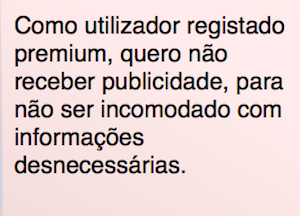 Como utilizador registado
premium, quero não
receber publicidade, para
não ser incomodado com
informações
desnecessárias.